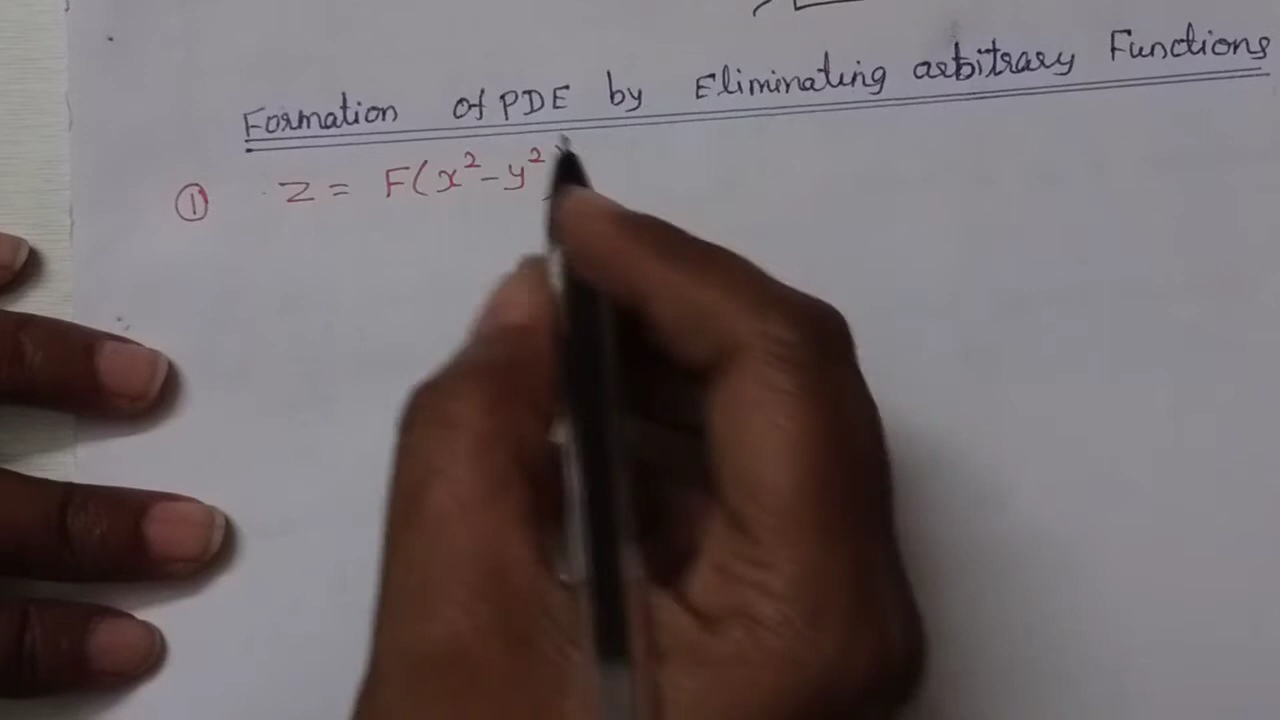 Formation of PDE by Eliminating arbitrary Functions
① Z = F(x²-y²)